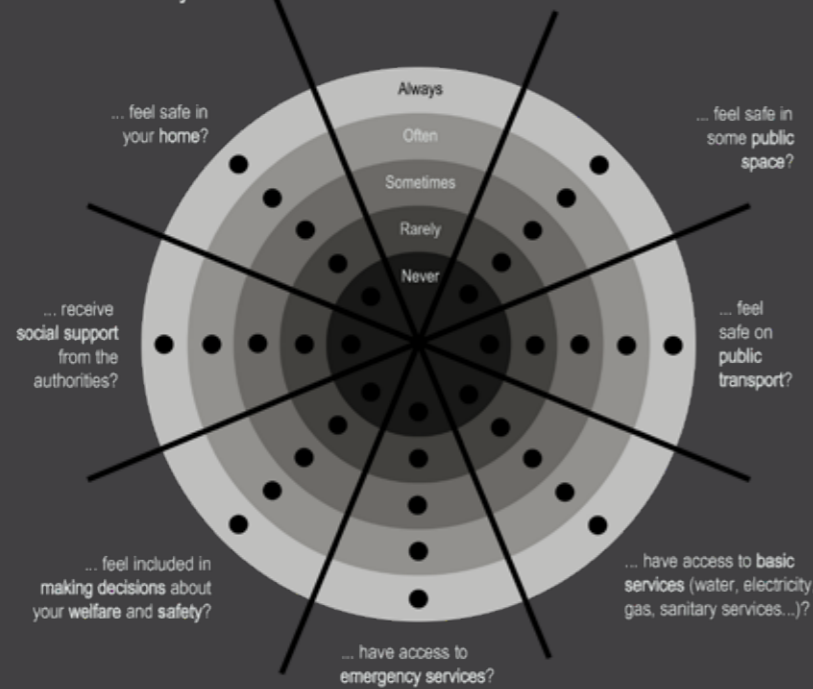 Always
Often
Sometimes
Rarely
Never
... feel safe in
your home?
... feel safe in
some public
space?
... receive
social support
from the
authorities?
... feel
safe on
public
transport?
... feel included in
making decisions about
your welfare and safety?
... have access to basic
services (water, electricity
gas, sanitary services...)?
... have access to
emergency services?